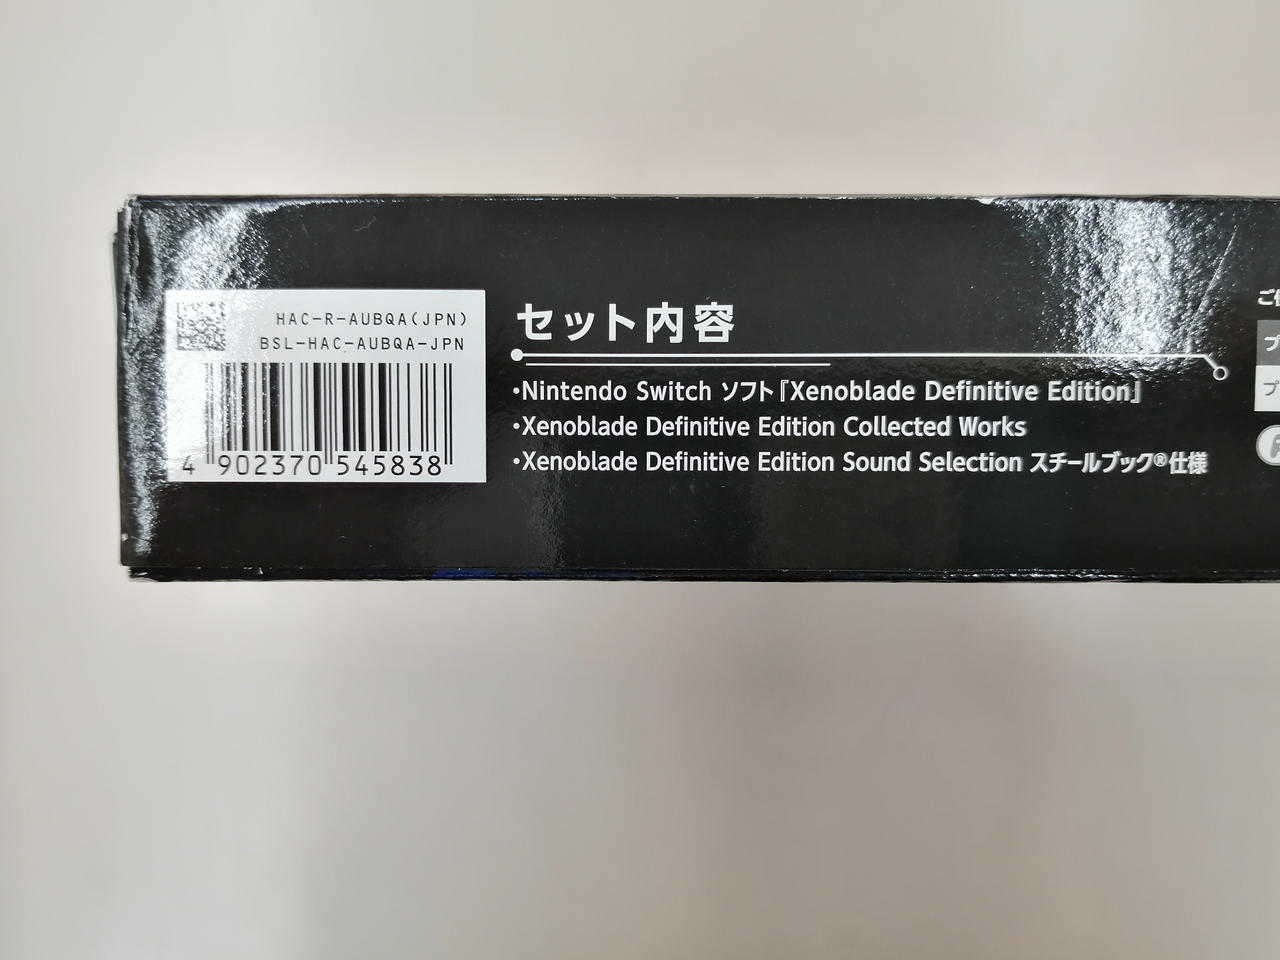 HAC-R-AUBQA(JPN)
BSL-HAC-AUBQA-JPN
4 902370 545838
セット内容
・Nintendo Switch ソフト『Xenoblade Definitive Edition』
・Xenoblade Definitive Edition Collected Works
・Xenoblade Definitive Edition Sound Selection スチールブック®仕様